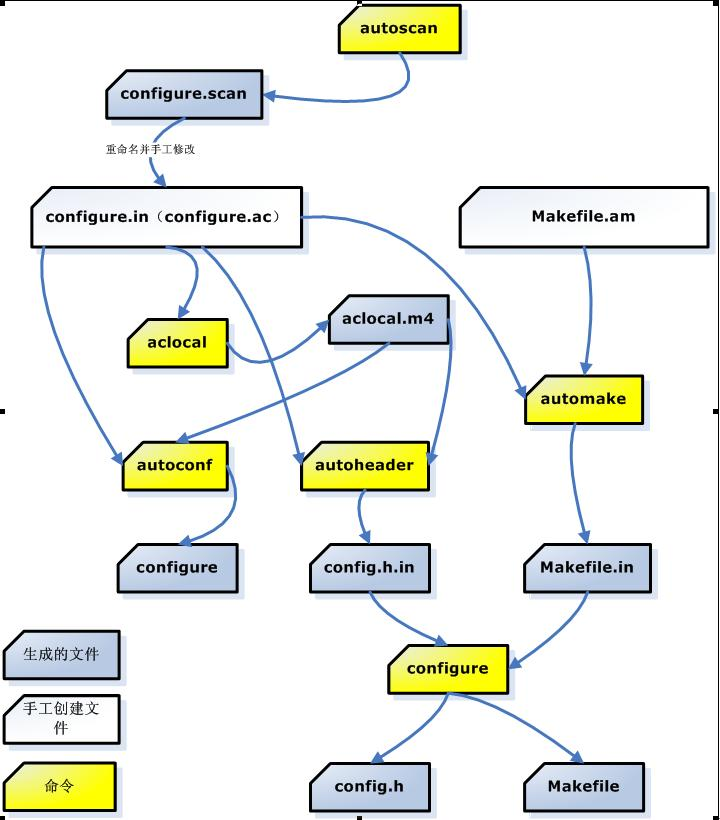 autoscan
configure.scan
重命名并手工修改
configure.in（configure.ac）
Makefile.am
aclocal
aclocal.m4
automake
autoconf
autoheader
configure
config.h.in
Makefile.in
生成的文件
configure
手工创建文
件
命令
config.h
Makefile